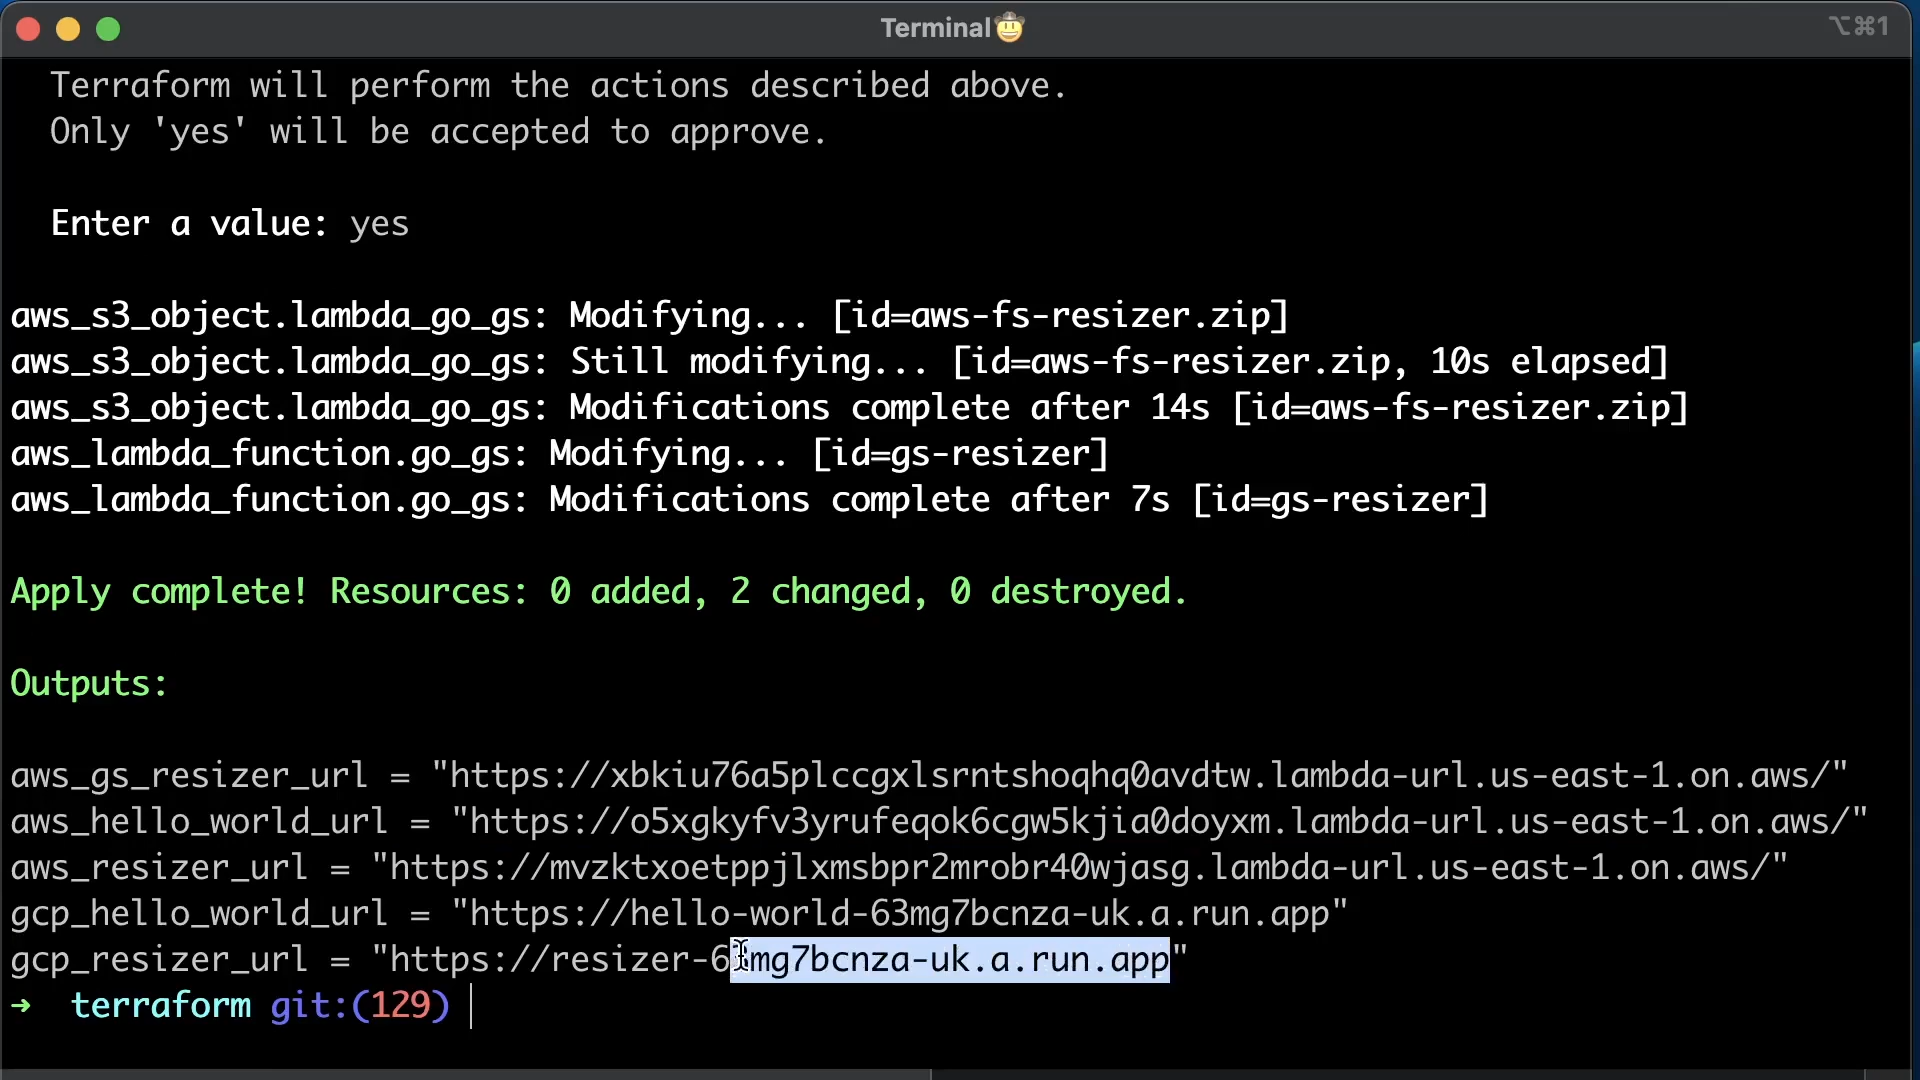 Terminal🤠
⌥⌘1
Terraform will perform the actions described above.
Only 'yes' will be accepted to approve.
Enter a value: yes
aws_s3_object.lambda_go_gs: Modifying... [id=aws-fs-resizer.zip]
aws_s3_object.lambda_go_gs: Still modifying... [id=aws-fs-resizer.zip, 10s elapsed]
aws_s3_object.lambda_go_gs: Modifications complete after 14s [id=aws-fs-resizer.zip]
aws_lambda_function.go_gs: Modifying... [id=gs-resizer]
aws_lambda_function.go_gs: Modifications complete after 7s [id=gs-resizer]
Apply complete! Resources: 0 added, 2 changed, 0 destroyed.
Outputs:
aws_gs_resizer_url = "https://xbkiu76a5plccgxlsrntshoqhq0avdtw.lambda-url.us-east-1.on.aws/"
aws_hello_world_url = "https://o5xgkyfv3yrufeqok6cgw5kjia0doyxm.lambda-url.us-east-1.on.aws/"
aws_resizer_url = "https://mvzktxoetppjlxmsbpr2mrobr40wjasg.lambda-url.us-east-1.on.aws/"
gcp_hello_world_url = "https://hello-world-63mg7bcnza-uk.a.run.app"
gcp_resizer_url = "https://resizer-63mg7bcnza-uk.a.run.app"
➜ terraform git:(129)